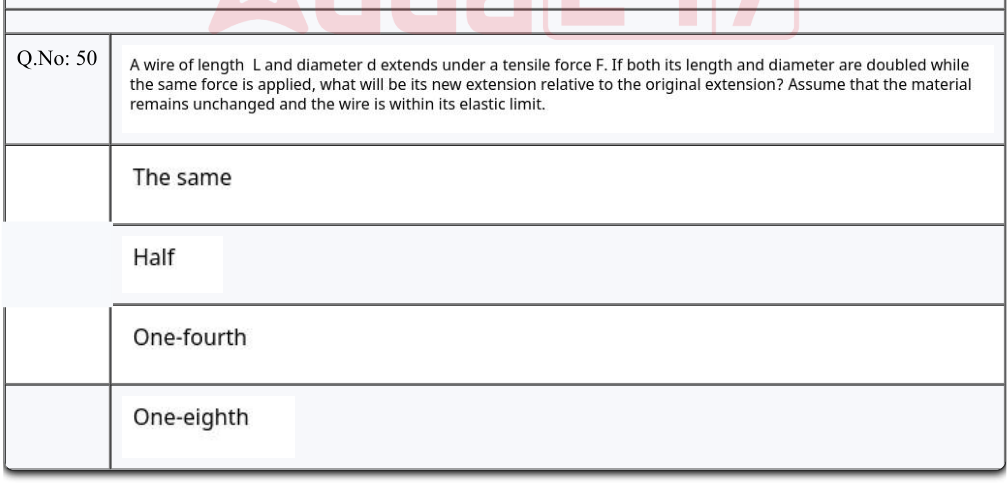 Q.No: 50
A wire of length L and diameter d extends under a tensile force F. If both its length and diameter are doubled while
the same force is applied, what will be its new extension relative to the original extension? Assume that the material
remains unchanged and the wire is within its elastic limit.
The same
Half
One-fourth
One-eighth